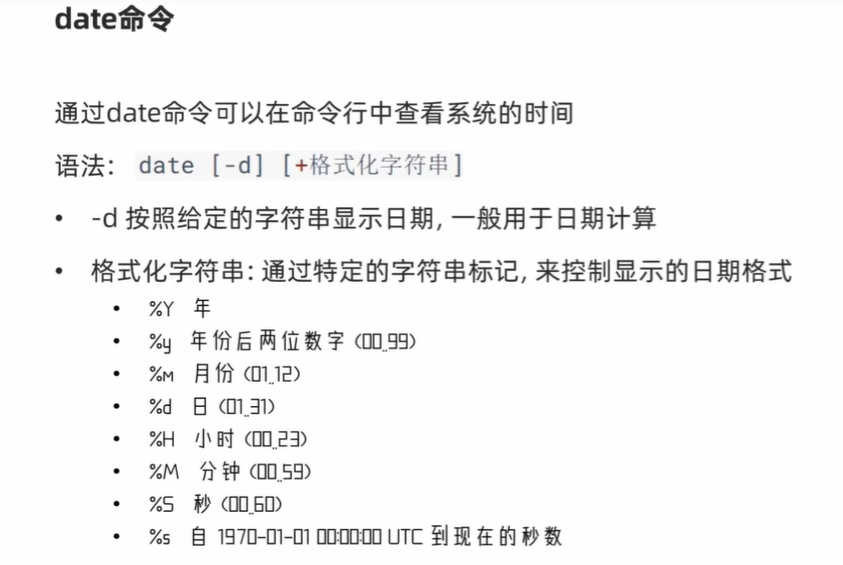 date命令
通过date命令可以在命令行中查看系统的时间
语法： date [-d] [+格式化字符串]
• -d 按照给定的字符串显示日期, 一般用于日期计算
• 格式化字符串: 通过特定的字符串标记, 来控制显示的日期格式
• %Y 年
• %y 年份后两位数字 (00..99)
• %m 月份 (01..12)
• %d 日 (01..31)
• %H 小时 (00..23)
• %M 分钟 (00..59)
• %S 秒 (00..60)
• %s 自 1970-01-01 00:00:00 UTC 到现在的秒数